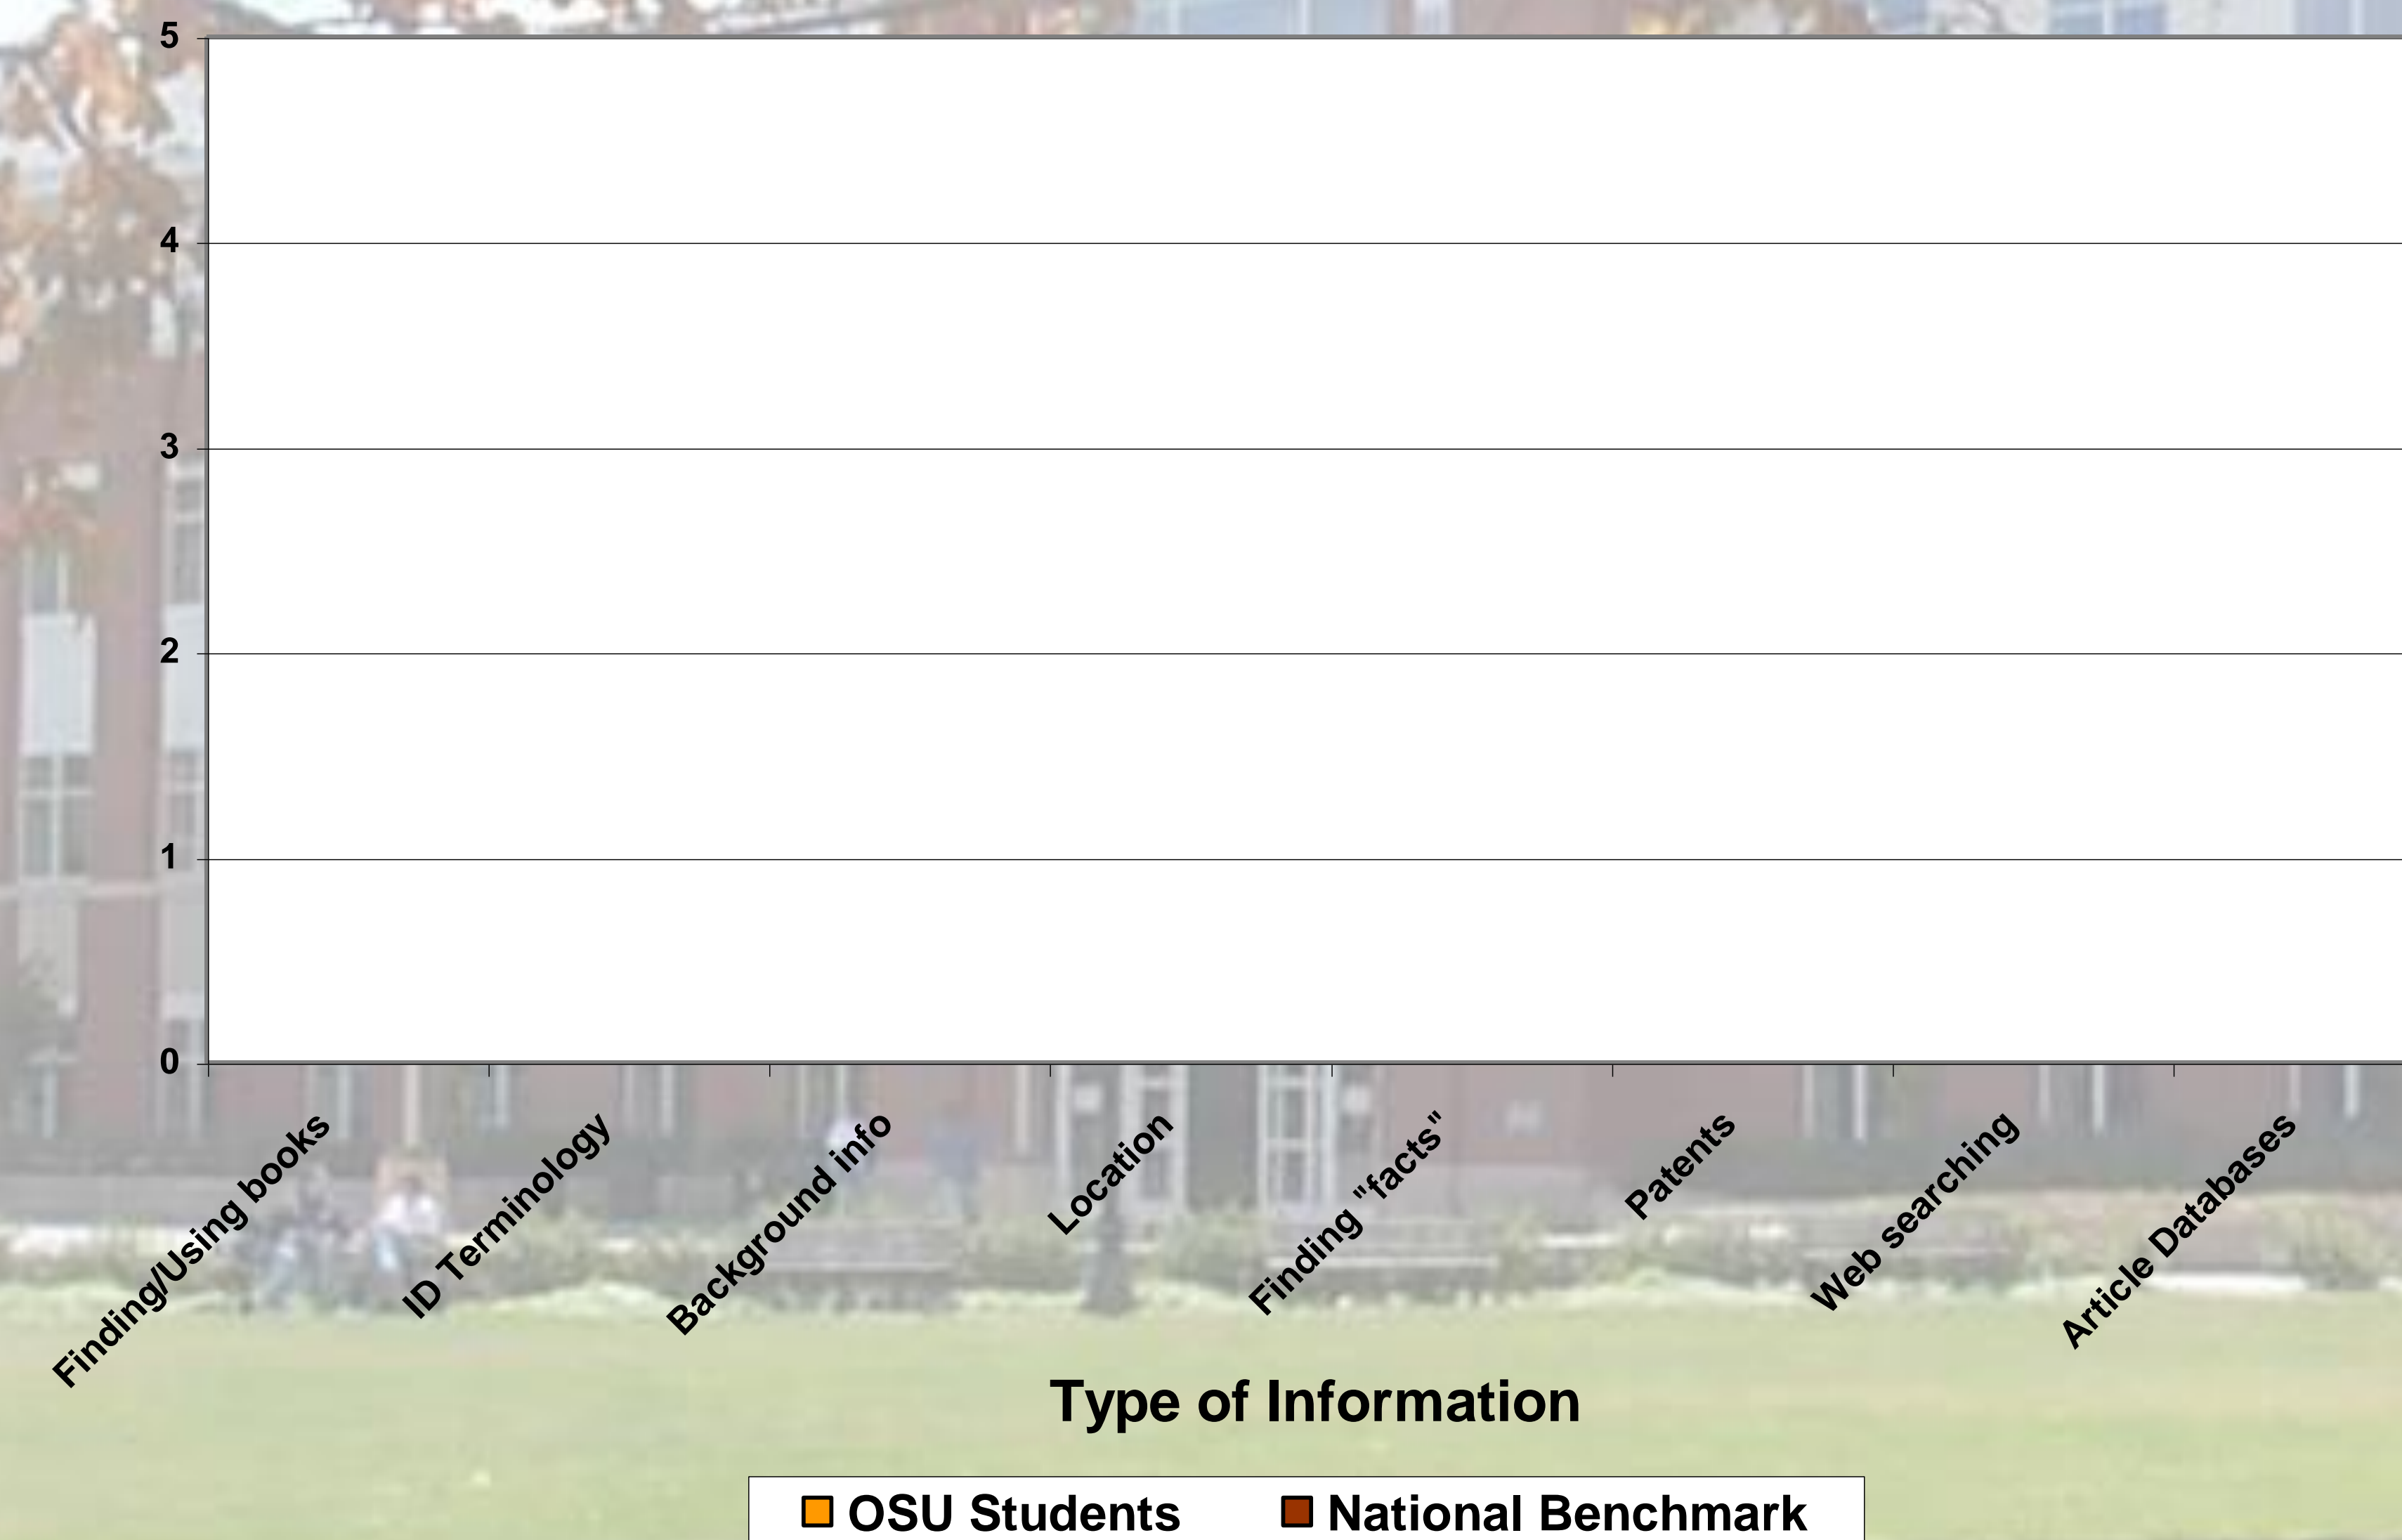 5
4
3
2
1
0
Finding/Using books
ID Terminology
Background info
Location
Finding "facts"
Patents
Web searching
Article Databases
Type of Information
OSU Students
National Benchmark